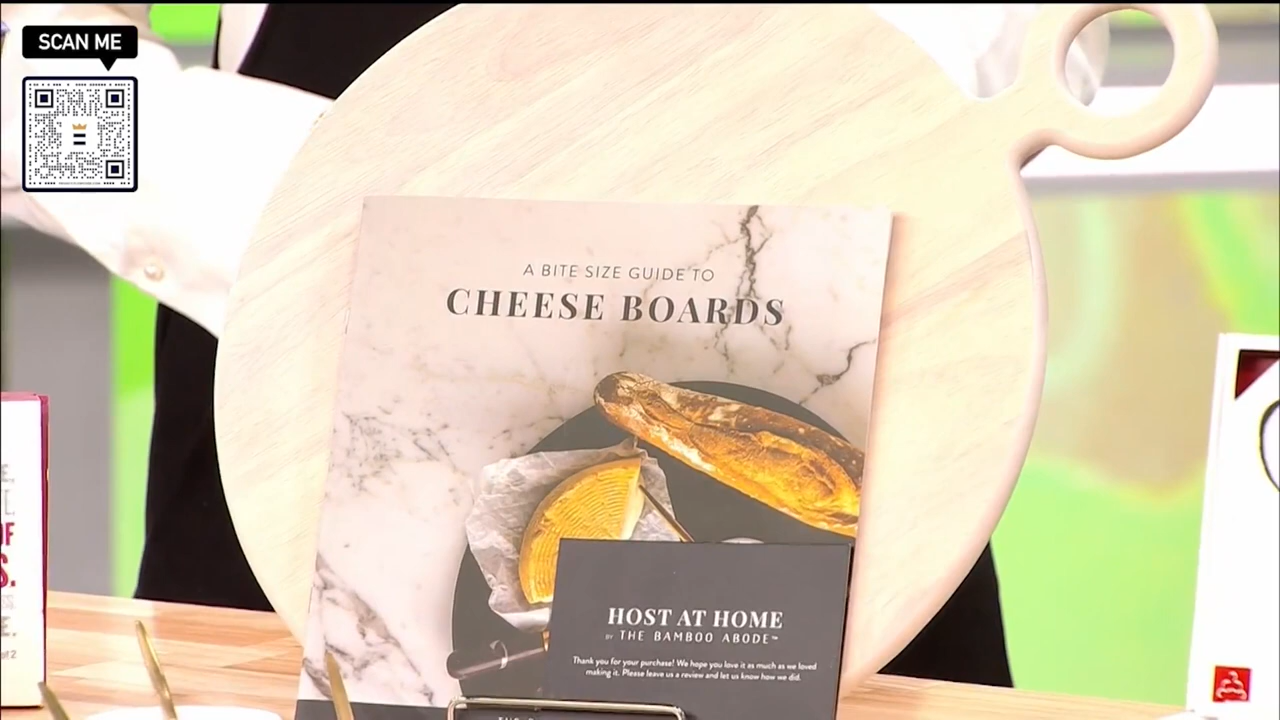 SCAN ME
A BITE SIZE GUIDE TO
CHEESE BOARDS
HOST AT HOME
BY THE BAMBOO ABODE™
Thank you for your purchase! We hope you love it as much as we loved
making it. Please leave us a review and let us know how we did.